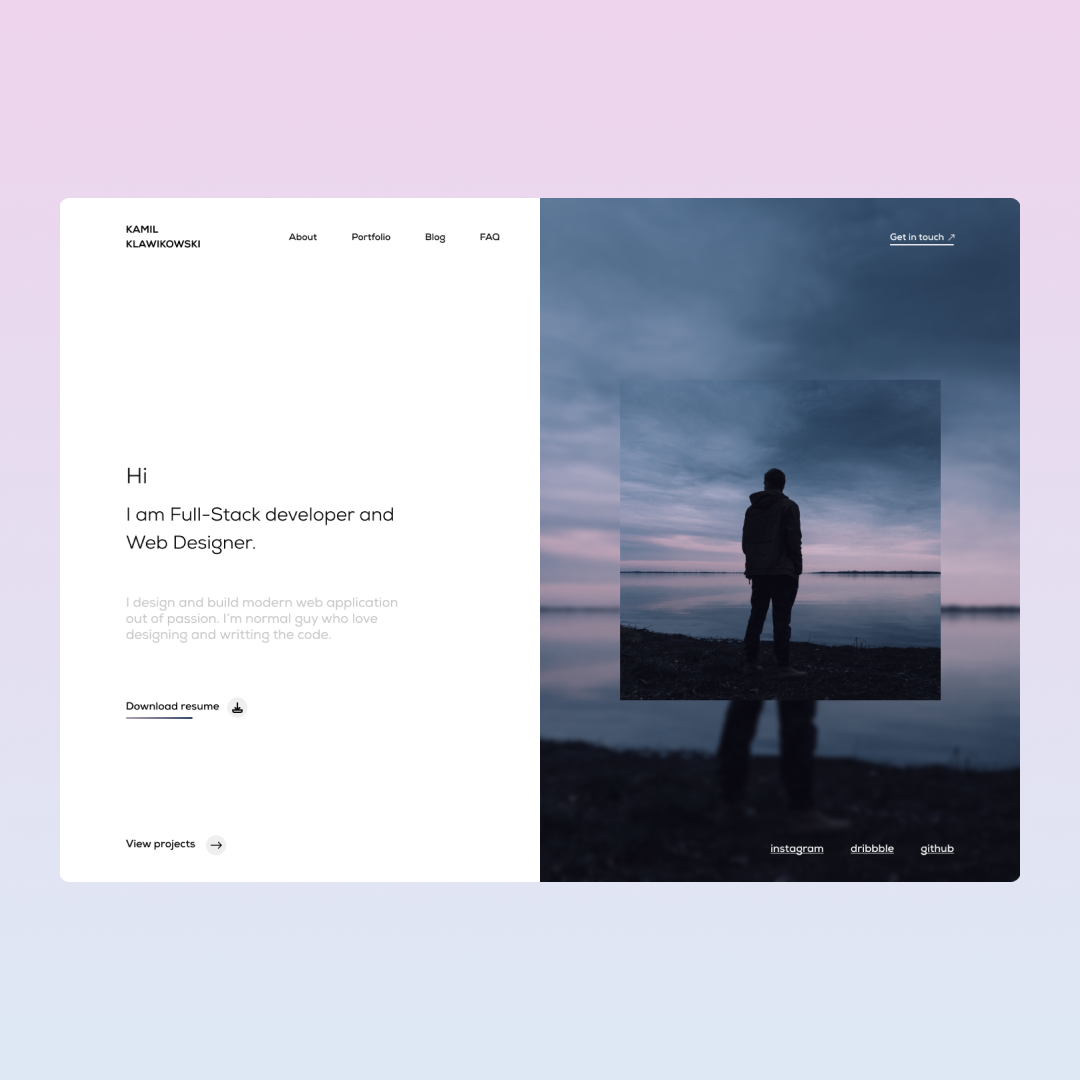 KAMIL
KLAWIKOWSKI
About Portfolio Blog FAQ
Get in touch
Hi
I am Full-Stack developer and
Web Designer.
I design and build modern web application
out of passion. I'm normal guy who love
designing and writting the code.
Download resume
View projects
instagram dribbble github